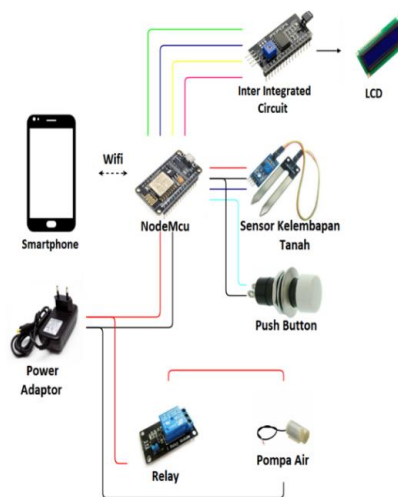 Inter Integrated
Circuit
LCD
Wifi
Smartphone
NodeMcu
Sensor Kelembapan
Tanah
Push Button
Power
Adaptor
Relay
Pompa Air